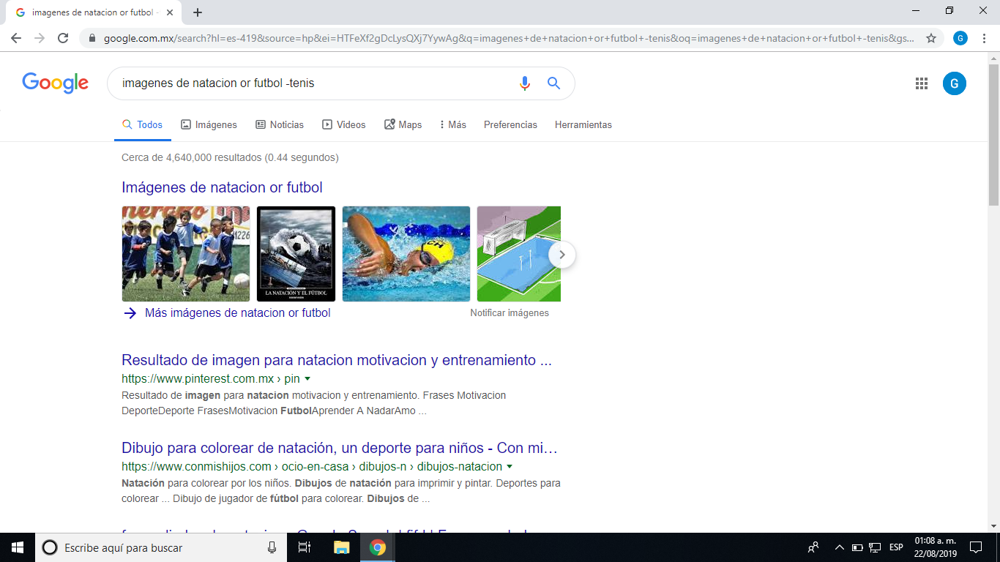 imagenes de natacion or futbol -
google.com.mx/search?hl=es-419&source=hp&ei=HTFeXf2gDcLysQXj7YywAg&q=imagenes+de+natacion+or+futbol+-tenis&oq=imagenes+de+natacion+or+futbol+-tenis&gs...
G
Google
imagenes de natacion or futbol -tenis
G
Todos Imágenes Noticias Videos Maps Más Preferencias Herramientas
Cerca de 4,640,000 resultados (0.44 segundos)
Imágenes de natacion or futbol
1226
LA NATACIÓN Y EL FÚTBOL
CH
Más imágenes de natacion or futbol
Notificar imágenes
Resultado de imagen para natacion motivacion y entrenamiento ...
https://www.pinterest.com.mx › pin
Resultado de imagen para natacion motivacion y entrenamiento. Frases Motivacion
DeporteDeporte FrasesMotivacion FutbolAprender A NadarAmo ...
Dibujo para colorear de natación, un deporte para niños - Con mi...
https://www.conmishijos.com › ocio-en-casa › dibujos-n › dibujos-natacion
Natación para colorear por los niños. Dibujos de natación para imprimir y pintar. Deportes para
colorear ... Dibujo de jugador de fútbol para colorear. Dibujos de ...
Escribe aquí para buscar
ESP
01:08 a. m.
22/08/2019